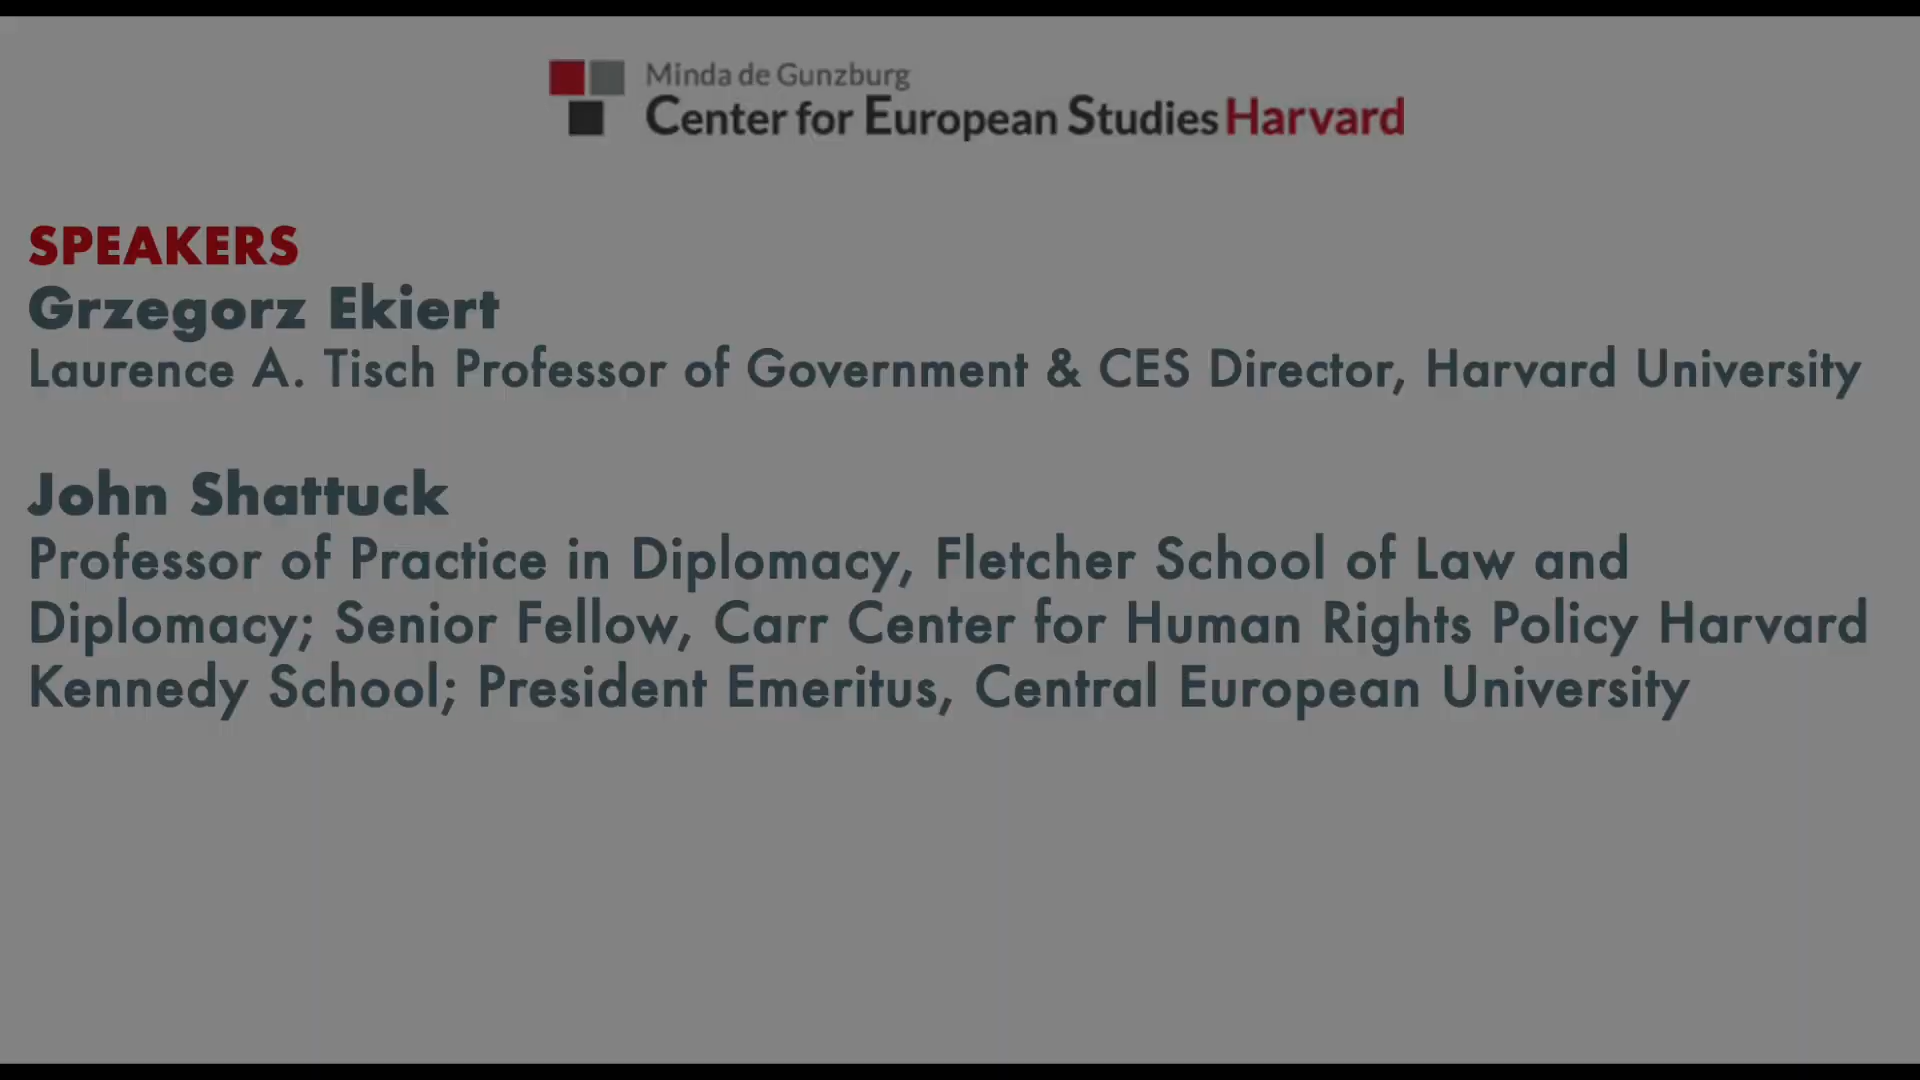 Minda de Gunzburg
Center for European Studies Harvard
SPEAKERS
Grzegorz Ekiert
Laurence A. Tisch Professor of Government & CES Director, Harvard University
John Shattuck
Professor of Practice in Diplomacy, Fletcher School of Law and
Diplomacy; Senior Fellow, Carr Center for Human Rights Policy Harvard
Kennedy School; President Emeritus, Central European University